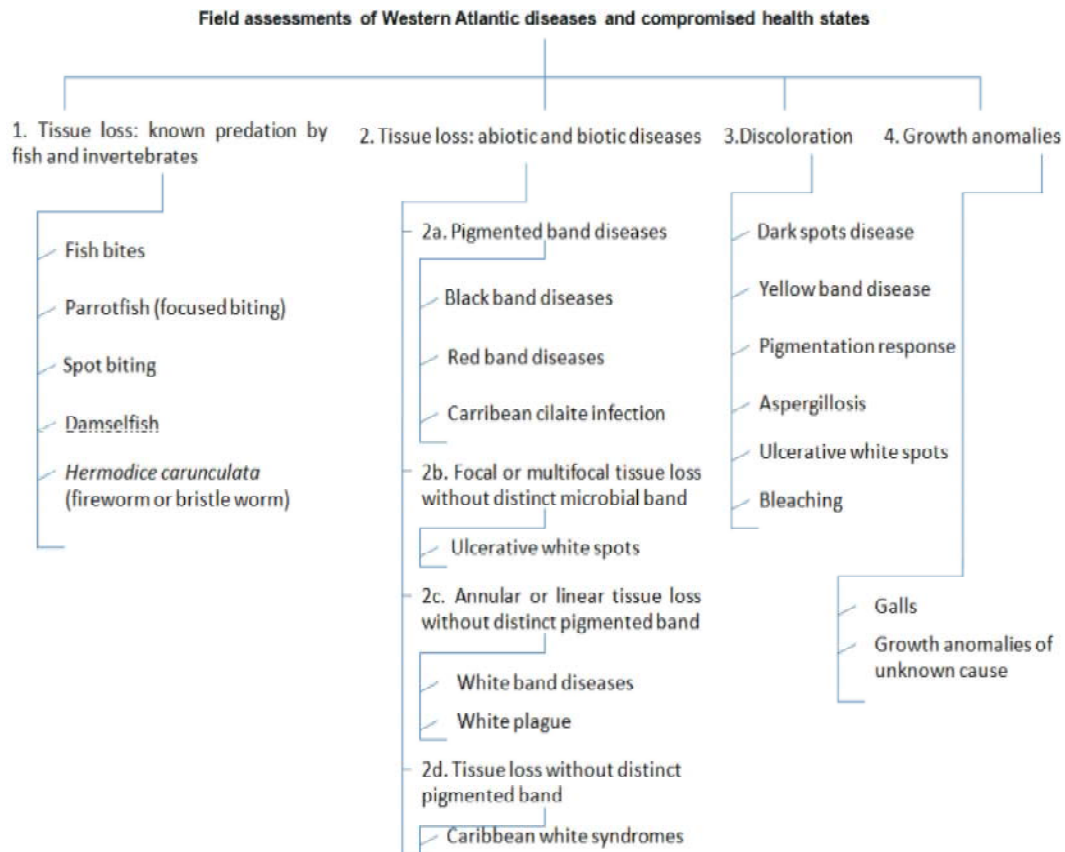 Field assessments of Western Atlantic diseases and compromised health states
1. Tissue loss: known predation by
fish and invertebrates
Fish bites
Parrotfish (focused biting)
Spot biting
Damselfish
Hermodice carunculata
(fireworm or bristle worm)
2. Tissue loss: abiotic and biotic diseases
2a. Pigmented band diseases
Black band diseases
Red band diseases
Carribean cilaite infection
2b. Focal or multifocal tissue loss
without distinct microbial band
Ulcerative white spots
2c. Annular or linear tissue loss
without distinct pigmented band
White band diseases
White plague
2d. Tissue loss without distinct
pigmented band
Caribbean white syndromes
3.Discoloration
Dark spots disease
Yellow band disease
Pigmentation response
Aspergillosis
Ulcerative white spots
Bleaching
4. Growth anomalies
Galls
Growth anomalies of
unknown cause